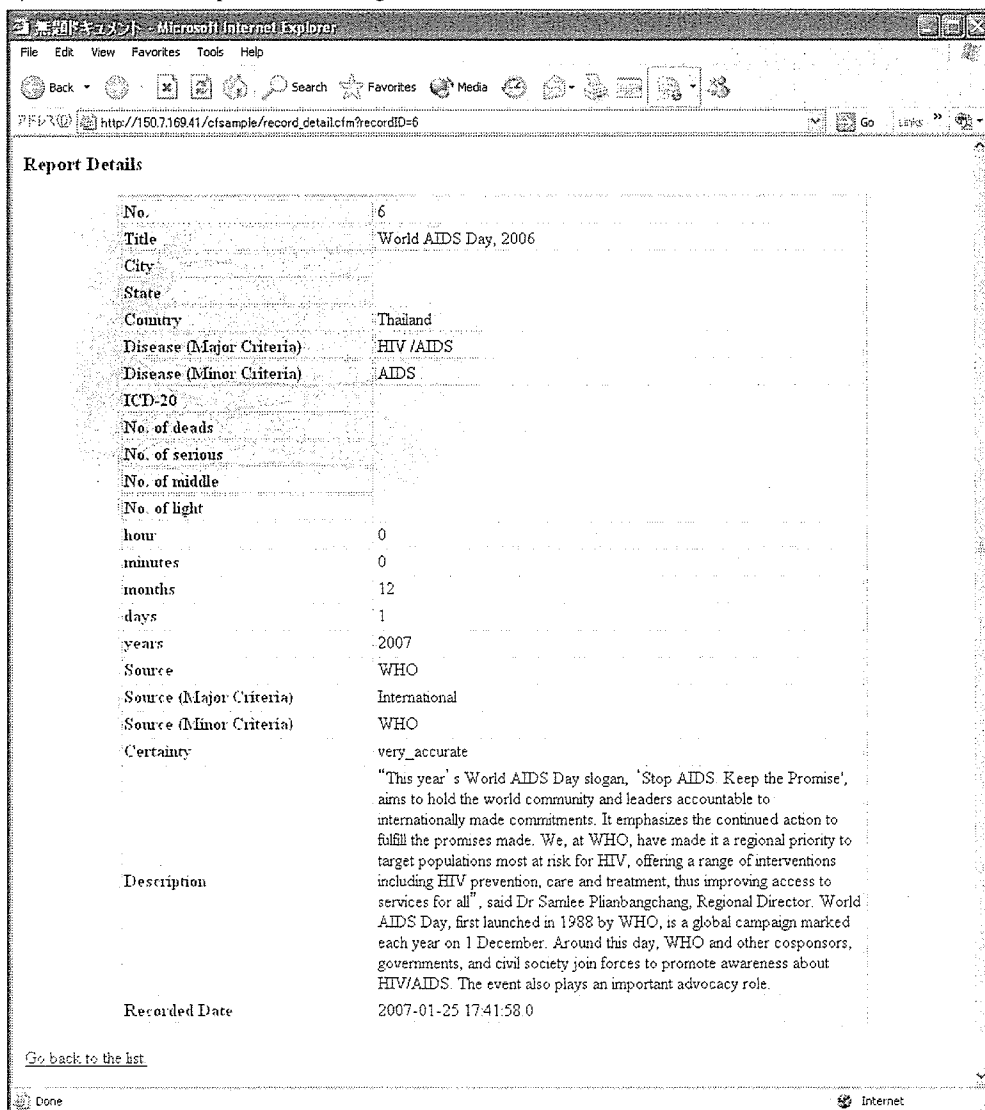 無題ドキュメント - Microsoft Internet Explorer
File Edit View Favorites Tools Help
Back Search Favorites Media
アドレス(D) http://150.7.169.41/cfsample/record_detail.cfm?recordID=6 Go Links »
Report Details
No. 6
Title World AIDS Day, 2006
City
State
Country Thailand
Disease (Major Criteria) HIV /AIDS
Disease (Minor Criteria) AIDS
ICD-20
No. of deads
No. of serious
No. of middle
No. of light
hour 0
minutes 0
months 12
days 1
years 2007
Source WHO
Source (Major Criteria) International
Source (Minor Criteria) WHO
Certainty very_accurate
“This year’s World AIDS Day slogan, ‘Stop AIDS. Keep the Promise',
aims to hold the world community and leaders accountable to
internationally made commitments. It emphasizes the continued action to
fulfill the promises made. We, at WHO, have made it a regional priority to
target populations most at risk for HIV, offering a range of interventions
Description including HIV prevention, care and treatment, thus improving access to
services for all”, said Dr Samlee Plianbangchang, Regional Director. World
AIDS Day, first launched in 1988 by WHO, is a global campaign marked
each year on 1 December. Around this day, WHO and other cosponsors,
governments, and civil society join forces to promote awareness about
HIV/AIDS. The event also plays an important advocacy role.
Recorded Date 2007-01-25 17:41:58.0
Go back to the list
Done Internet